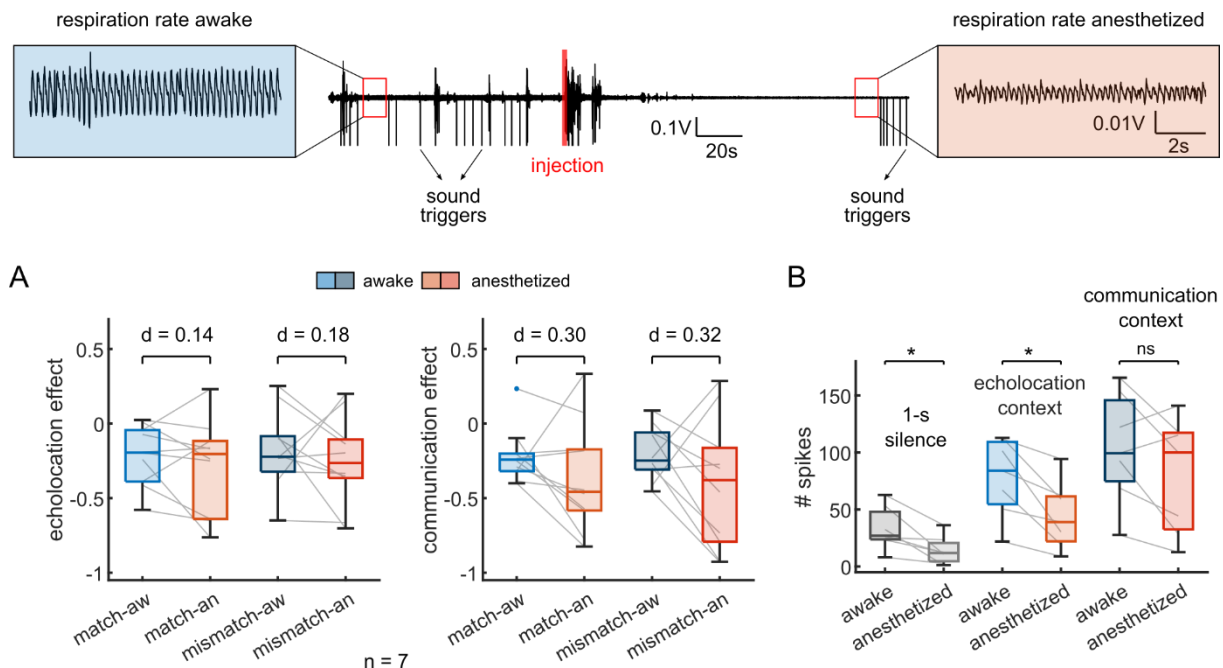 respiration rate awake
respiration rate anesthetized
0.1V
20s
0.01V
2s
injection
sound
triggers
sound
triggers
A
awake
anesthetized
echolocation effect
0.5
0
-0.5
-1
d = 0.14
d = 0.18
match-aw
match-an
mismatch-aw
mismatch-an
communication effect
0.5
0
-0.5
-1
d = 0.30
d = 0.32
match-aw
match-an
mismatch-aw
mismatch-an
n = 7
B
# spikes
150
100
50
0
*
1-s
silence
*
echolocation
context
communication
context
ns
awake
anesthetized
awake
anesthetized
awake
anesthetized